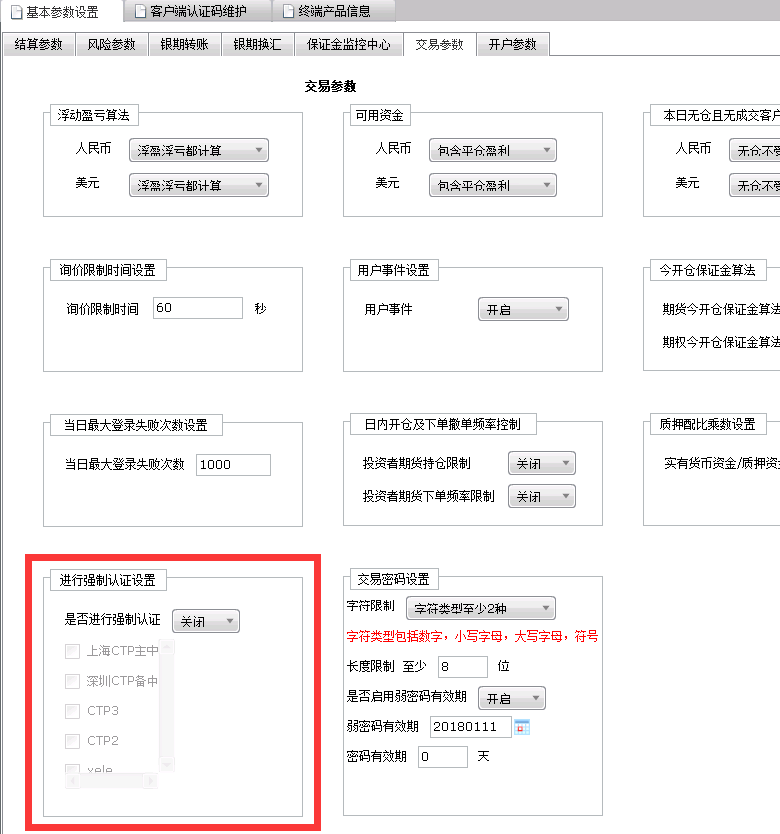 基本参数设置 客户端认证码维护 终端产品信息
结算参数 风险参数 银期转账 银期换汇 保证金监控中心 交易参数 开户参数
交易参数
浮动盈亏算法
人民币 浮盈浮亏都计算
美元 浮盈浮亏都计算
可用资金
人民币 包含平仓盈利
美元 包含平仓盈利
本日无仓且无成交客户
人民币 无仓不受
美元 无仓不受
询价限制时间设置
询价限制时间 60 秒
用户事件设置
用户事件 开启
今开仓保证金算法
期货今开仓保证金算法
期权今开仓保证金算法
当日最大登录失败次数设置
当日最大登录失败次数 1000
日内开仓及下单撤单频率控制
投资者期货持仓限制 关闭
投资者期货下单频率限制 关闭
质押配比乘数设置
实有货币资金/质押资金
进行强制认证设置
是否进行强制认证 关闭
上海CTP主中
深圳CTP备中
CTP3
CTP2
xele
交易密码设置
字符限制 字符类型至少2种
字符类型包括数字，小写字母，大写字母，符号
长度限制 至少 8 位
是否启用弱密码有效期 开启
弱密码有效期 20180111
密码有效期 0 天